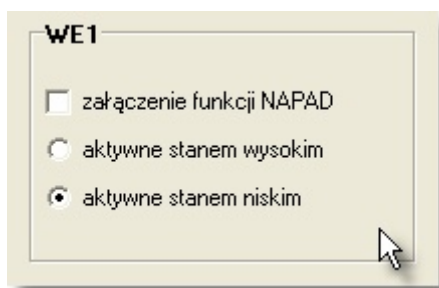 WE1
załączenie funkcji NAPAD
aktywne stanem wysokim
aktywne stanem niskim